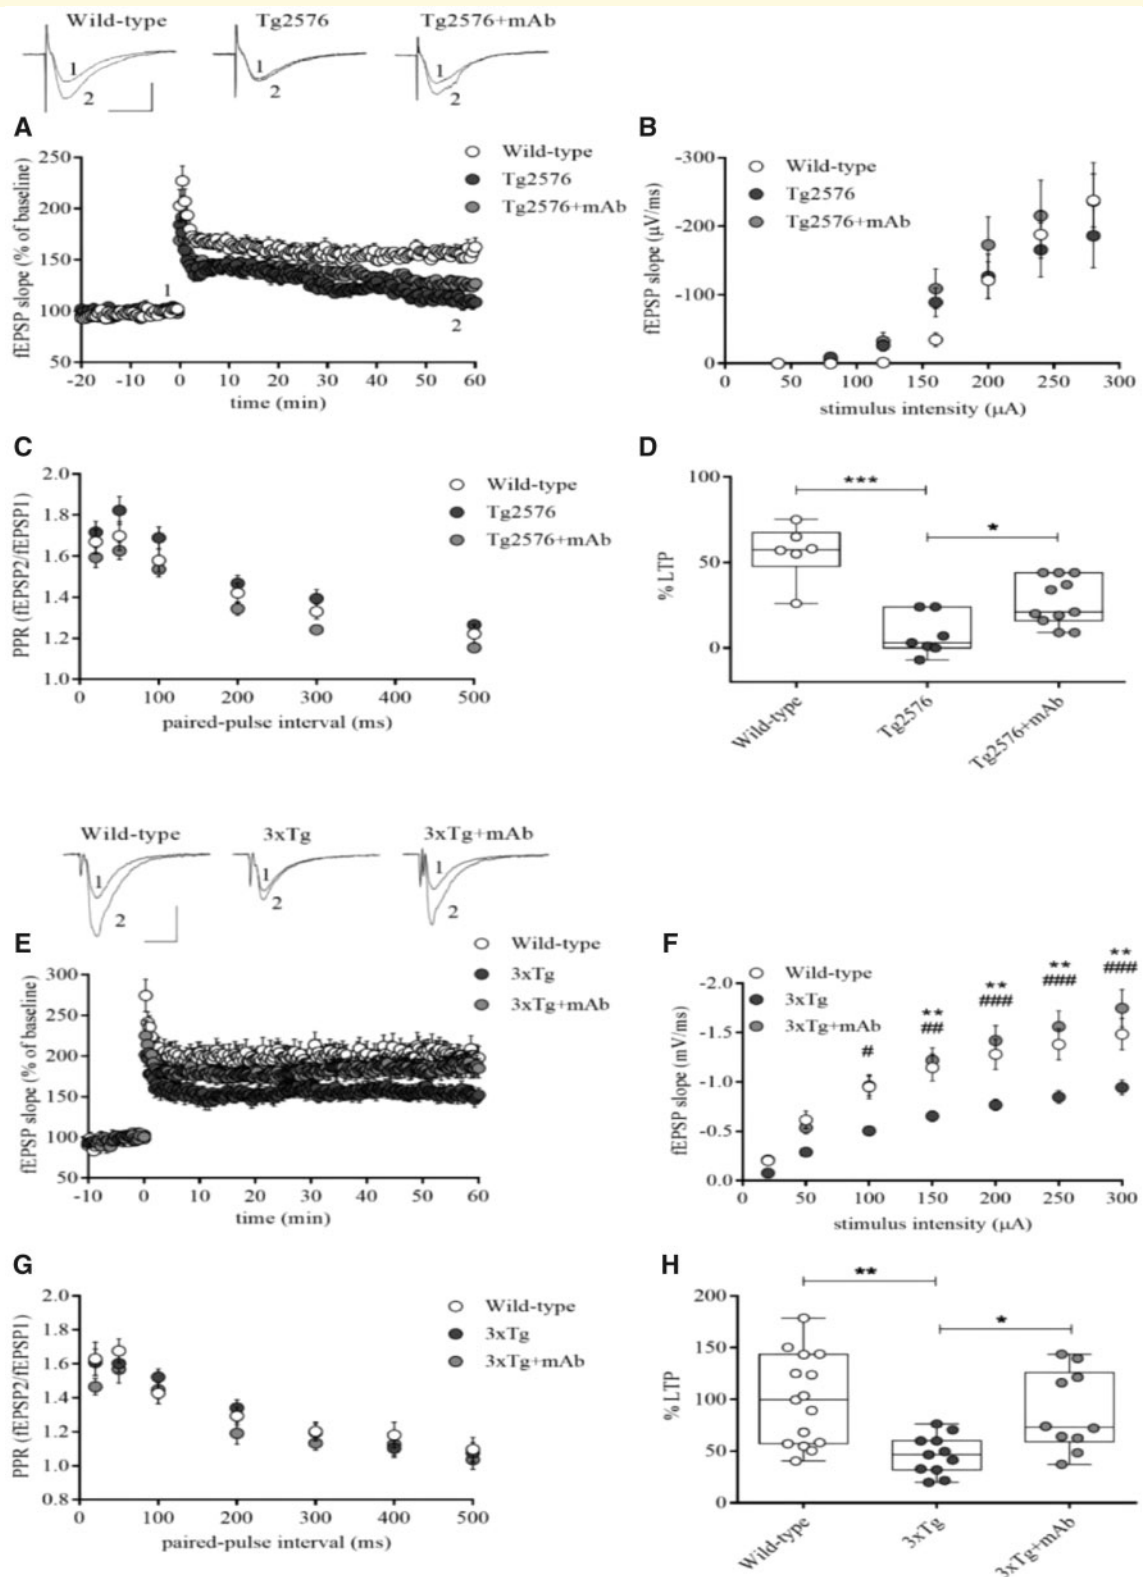 Wild-type Tg2576 Tg2576+mAb
1 2
1 2
1 2
A
fEPSP slope (% of baseline)
250
200
150
100
50
-20 -10 0 10 20 30 40 50 60
time (min)
1
2
Wild-type
Tg2576
Tg2576+mAb
B
fEPSP slope (µV/ms)
-300
-200
-100
0
0 50 100 150 200 250 300
stimulus intensity (µA)
Wild-type
Tg2576
Tg2576+mAb
C
PPR (fEPSP2/fEPSP1)
2.0
1.8
1.6
1.4
1.2
1.0
0 100 200 300 400 500
paired-pulse interval (ms)
Wild-type
Tg2576
Tg2576+mAb
D
% LTP
100
50
0
***
*
Wild-type Tg2576 Tg2576+mAb
Wild-type 3xTg 3xTg+mAb
1 2
1 2
1 2
E
fEPSP slope (% of baseline)
300
250
200
150
100
50
-10 0 10 20 30 40 50 60
time (min)
Wild-type
3xTg
3xTg+mAb
F
fEPSP slope (mV/ms)
-2.0
-1.5
-1.0
-0.5
0.0
0 50 100 150 200 250 300
stimulus intensity (µA)
Wild-type
3xTg
3xTg+mAb
#
**
##
**
###
**
###
**
###
G
PPR (fEPSP2/fEPSP1)
2.0
1.8
1.6
1.4
1.2
1.0
0.8
0 100 200 300 400 500
paired-pulse interval (ms)
Wild-type
3xTg
3xTg+mAb
H
% LTP
200
150
100
50
0
**
*
Wild-type 3xTg 3xTg+mAb